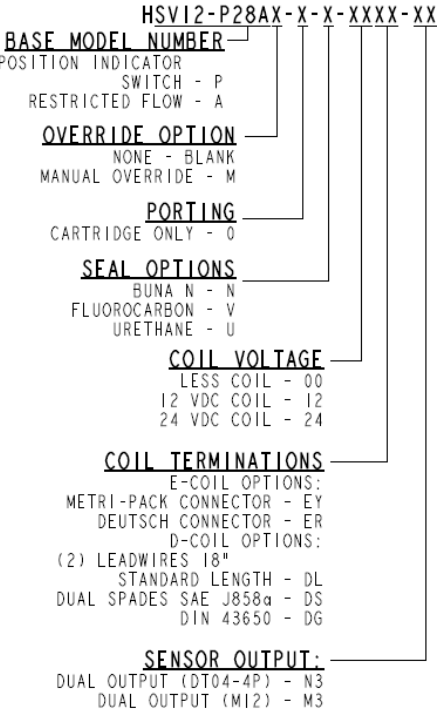 HSV12-P28AX-X-X-XXXX-XX
BASE MODEL NUMBER
POSITION INDICATOR
SWITCH - P
RESTRICTED FLOW - A
OVERRIDE OPTION
NONE - BLANK
MANUAL OVERRIDE - M
PORTING
CARTRIDGE ONLY - 0
SEAL OPTIONS
BUNA N - N
FLUOROCARBON - V
URETHANE - U
COIL VOLTAGE
LESS COIL - 00
12 VDC COIL - 12
24 VDC COIL - 24
COIL TERMINATIONS
E-COIL OPTIONS:
METRI-PACK CONNECTOR - EY
DEUTSCH CONNECTOR - ER
D-COIL OPTIONS:
(2) LEADWIRES 18"
STANDARD LENGTH - DL
DUAL SPADES SAE J858a - DS
DIN 43650 - DG
SENSOR OUTPUT:
DUAL OUTPUT (DT04-4P) - N3
DUAL OUTPUT (M12) - M3